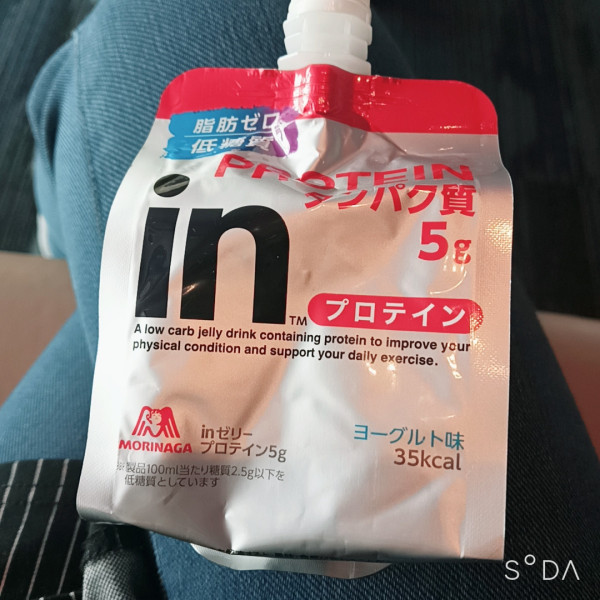 脂肪ゼロ
低糖質
PROTEIN
タンパク質
5g
in
TM
プロテイン
A low carb jelly drink containing protein to improve your
physical condition and support your daily exercise.
MORINAGA
inゼリー
プロテイン5g
ヨーグルト味
35kcal
※製品100ml当たり糖質2.5g以下を
低糖質としています
S°DA